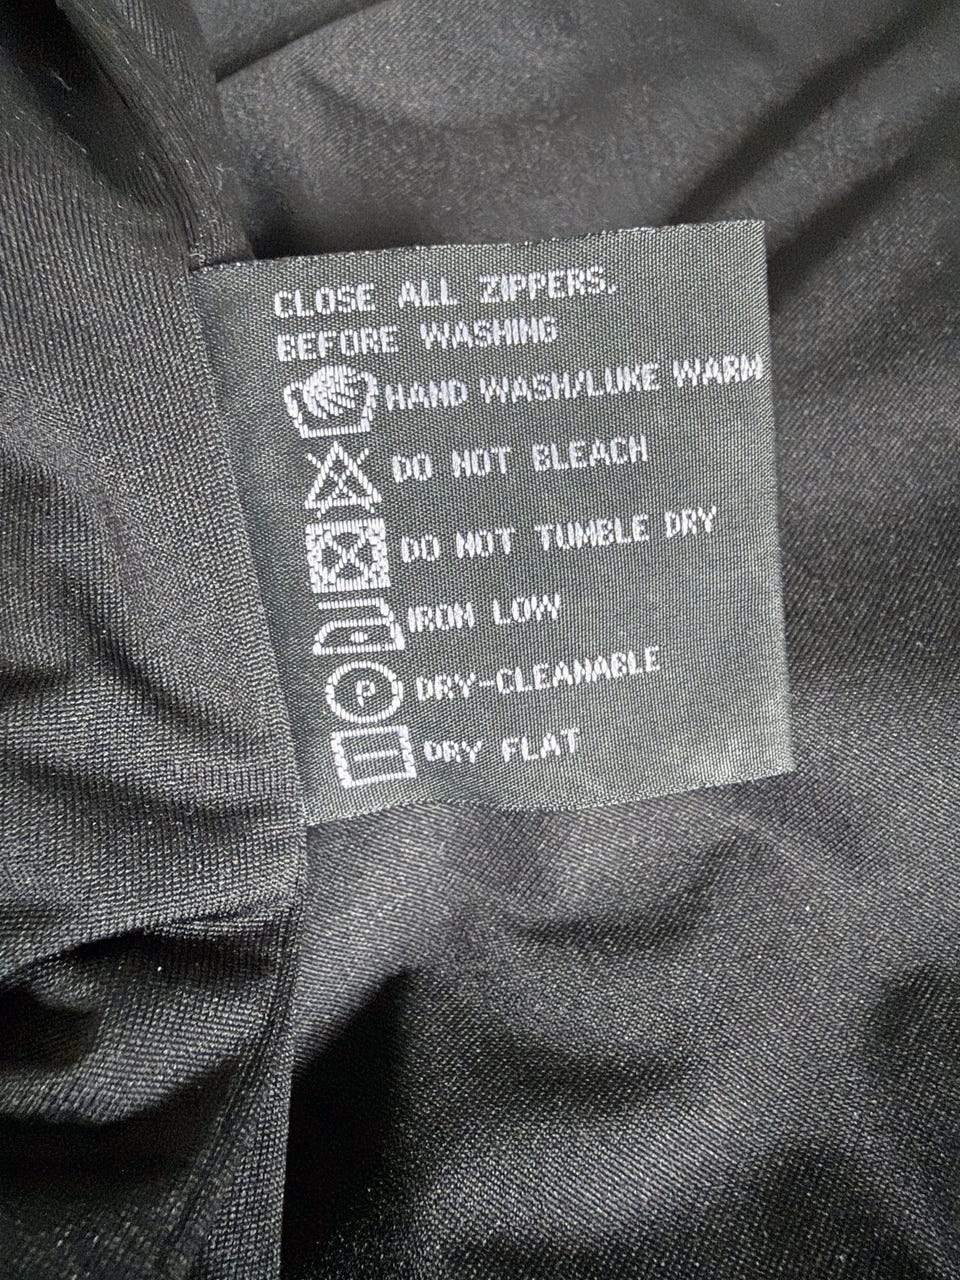 CLOSE ALL ZIPPERS.
BEFORE WASHING
HAND WASH/LUKE WARM
DO NOT BLEACH
DO NOT TUMBLE DRY
IRON LOW
P DRY-CLEANABLE
DRY FLAT